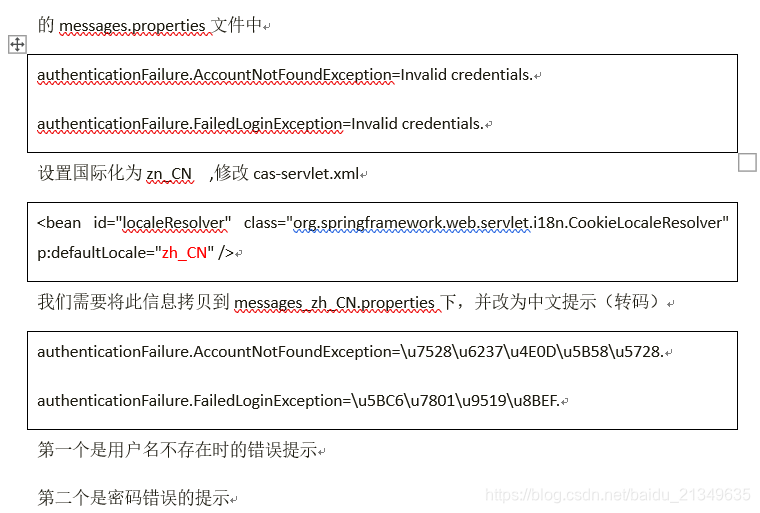 的 messages.properties 文件中
authenticationFailure.AccountNotFoundException=Invalid credentials.
authenticationFailure.FailedLoginException=Invalid credentials.
设置国际化为 zn_CN ,修改 cas-servlet.xml
<bean id="localeResolver" class="org.springframework.web.servlet.i18n.CookieLocaleResolver"
p:defaultLocale="zh_CN" />
我们需要将此信息拷贝到 messages_zh_CN.properties 下，并改为中文提示（转码）
authenticationFailure.AccountNotFoundException=\u7528\u6237\u4E0D\u5B58\u5728.
authenticationFailure.FailedLoginException=\u5BC6\u7801\u9519\u8BEF.
第一个是用户名不存在时的错误提示
第二个是密码错误的提示
https://blog.csdn.net/baidu_21349635